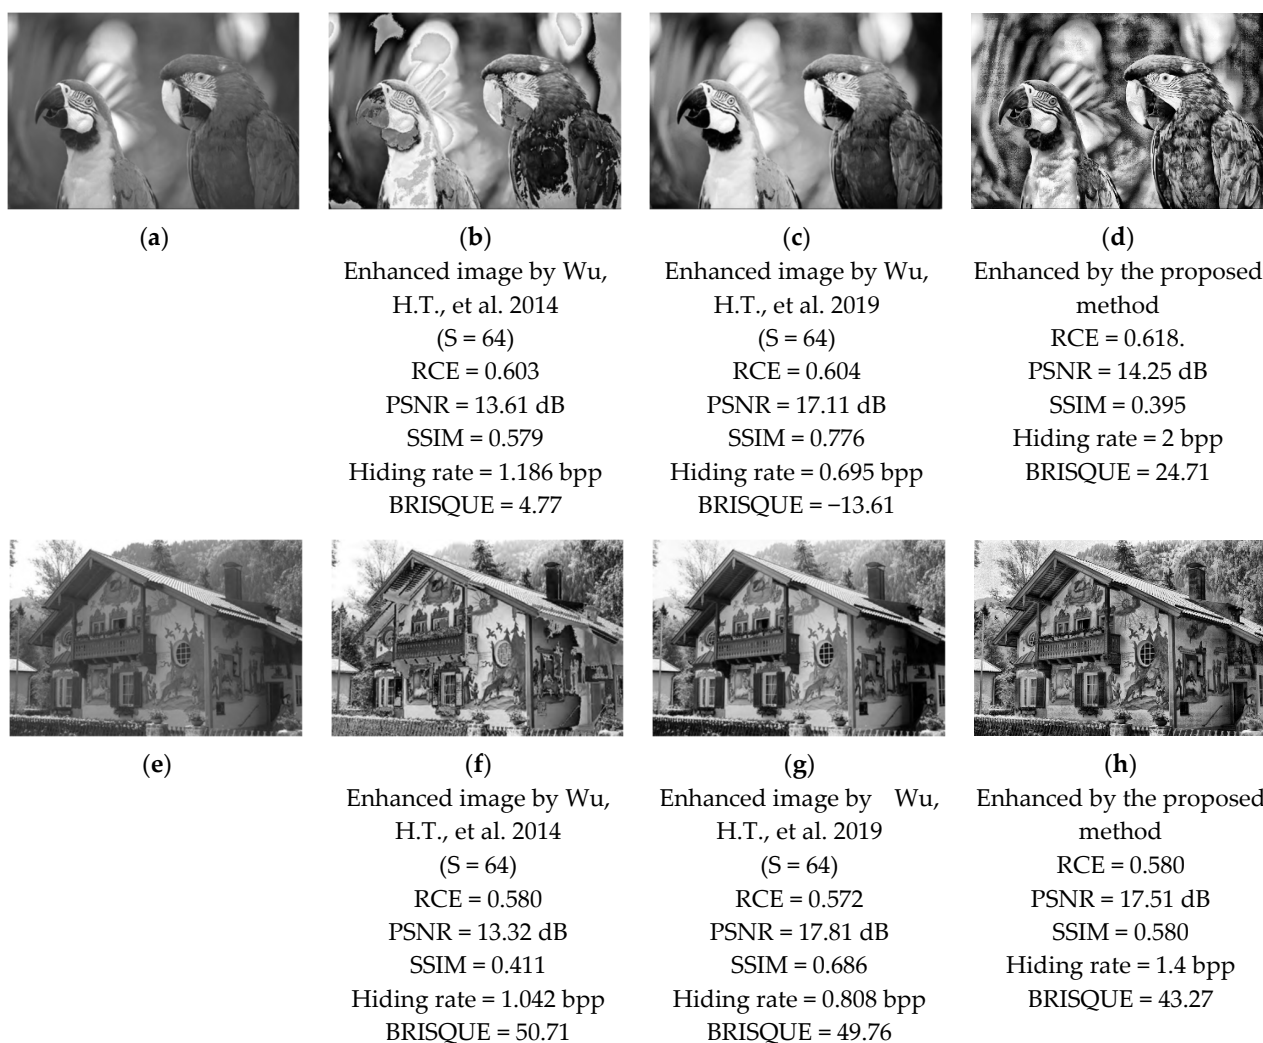 (a)
(b)
Enhanced image by Wu,
H.T., et al. 2014
(S = 64)
RCE = 0.603
PSNR = 13.61 dB
SSIM = 0.579
Hiding rate = 1.186 bpp
BRISQUE = 4.77
(c)
Enhanced image by Wu,
H.T., et al. 2019
(S = 64)
RCE = 0.604
PSNR = 17.11 dB
SSIM = 0.776
Hiding rate = 0.695 bpp
BRISQUE = −13.61
(d)
Enhanced by the proposed
method
RCE = 0.618.
PSNR = 14.25 dB
SSIM = 0.395
Hiding rate = 2 bpp
BRISQUE = 24.71
(e)
(f)
Enhanced image by Wu,
H.T., et al. 2014
(S = 64)
RCE = 0.580
PSNR = 13.32 dB
SSIM = 0.411
Hiding rate = 1.042 bpp
BRISQUE = 50.71
(g)
Enhanced image by Wu,
H.T., et al. 2019
(S = 64)
RCE = 0.572
PSNR = 17.81 dB
SSIM = 0.686
Hiding rate = 0.808 bpp
BRISQUE = 49.76
(h)
Enhanced by the proposed
method
RCE = 0.580
PSNR = 17.51 dB
SSIM = 0.580
Hiding rate = 1.4 bpp
BRISQUE = 43.27